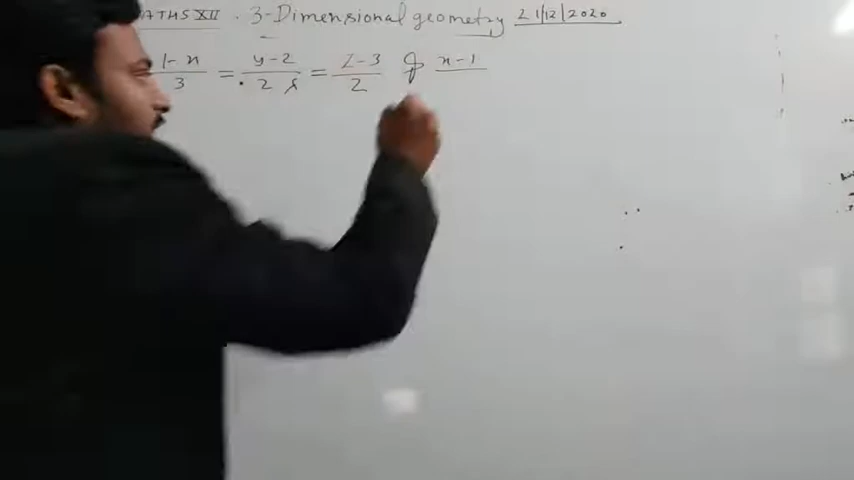 MATHS XII . 3-Dimensional geometry 21/12/2020
1-x/3 = y-2/2λ = z-3/2 & x-1